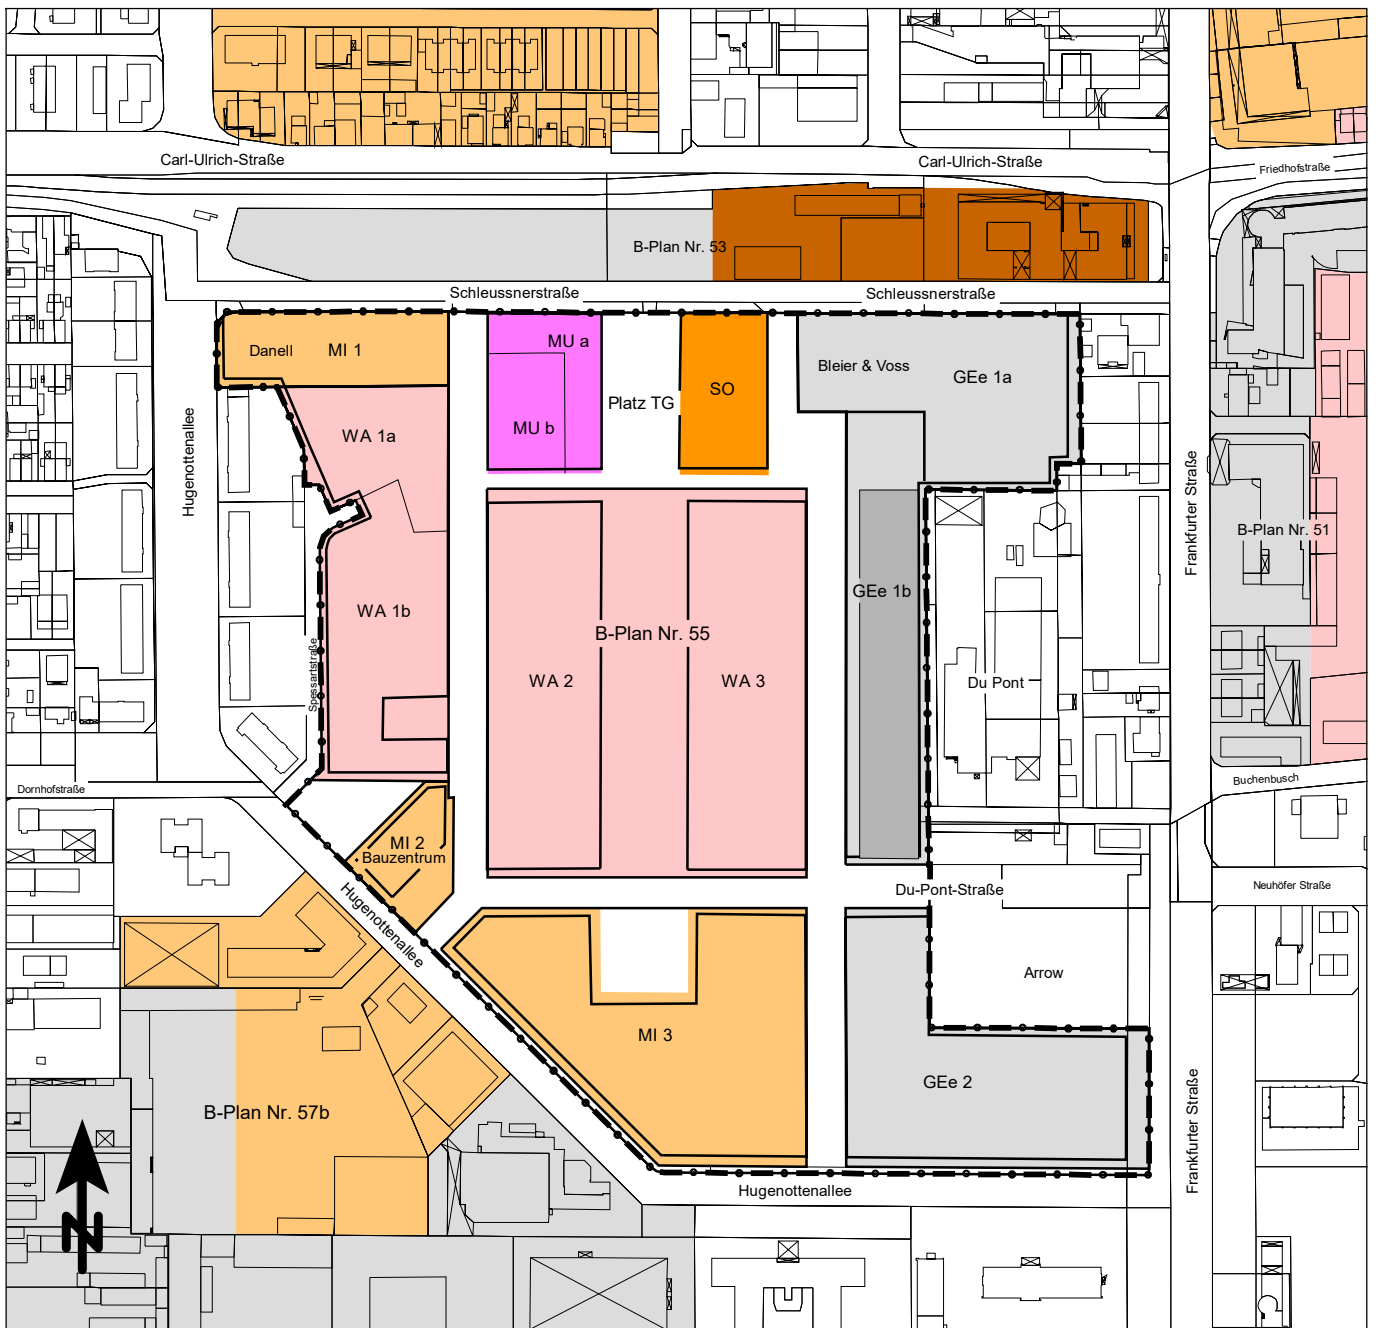 Carl-Ulrich-Straße
Carl-Ulrich-Straße
Friedhofstraße
B-Plan Nr. 53
Schleussnerstraße
Schleussnerstraße
Danell
MI 1
MU a
Platz TG
SO
Bleier & Voss
GEe 1a
WA 1a
MU b
Hugenottenallee
Frankfurter Straße
B-Plan Nr. 51
GEe 1b
WA 1b
B-Plan Nr. 55
Spessartstraße
WA 2
WA 3
Du Pont
Dornhofstraße
Buchenbusch
MI 2
Bauzentrum
Hugenottenallee
Du-Pont-Straße
Neuhöfer Straße
Arrow
MI 3
GEe 2
B-Plan Nr. 57b
Frankfurter Straße
Hugenottenallee
N